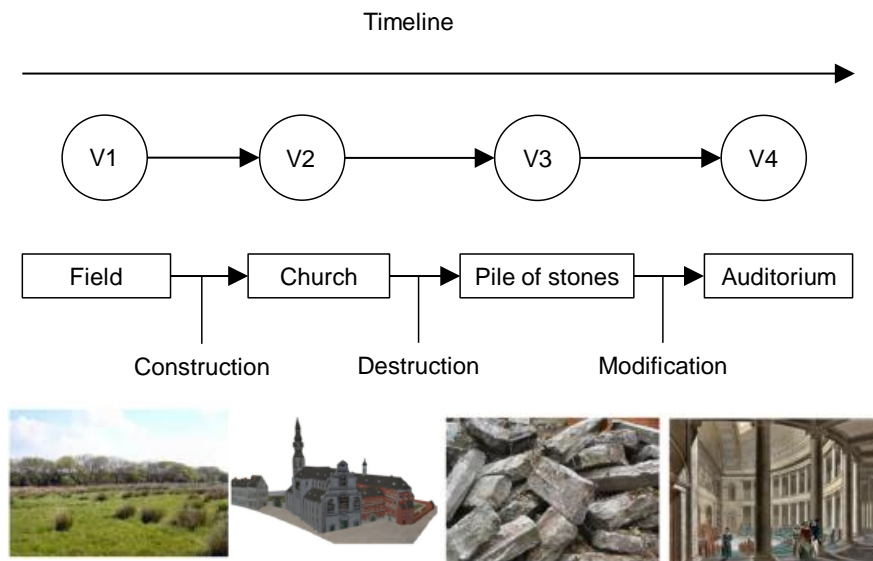 Timeline
V1 V2 V3 V4
Field Church Pile of stones Auditorium
Construction Destruction Modification